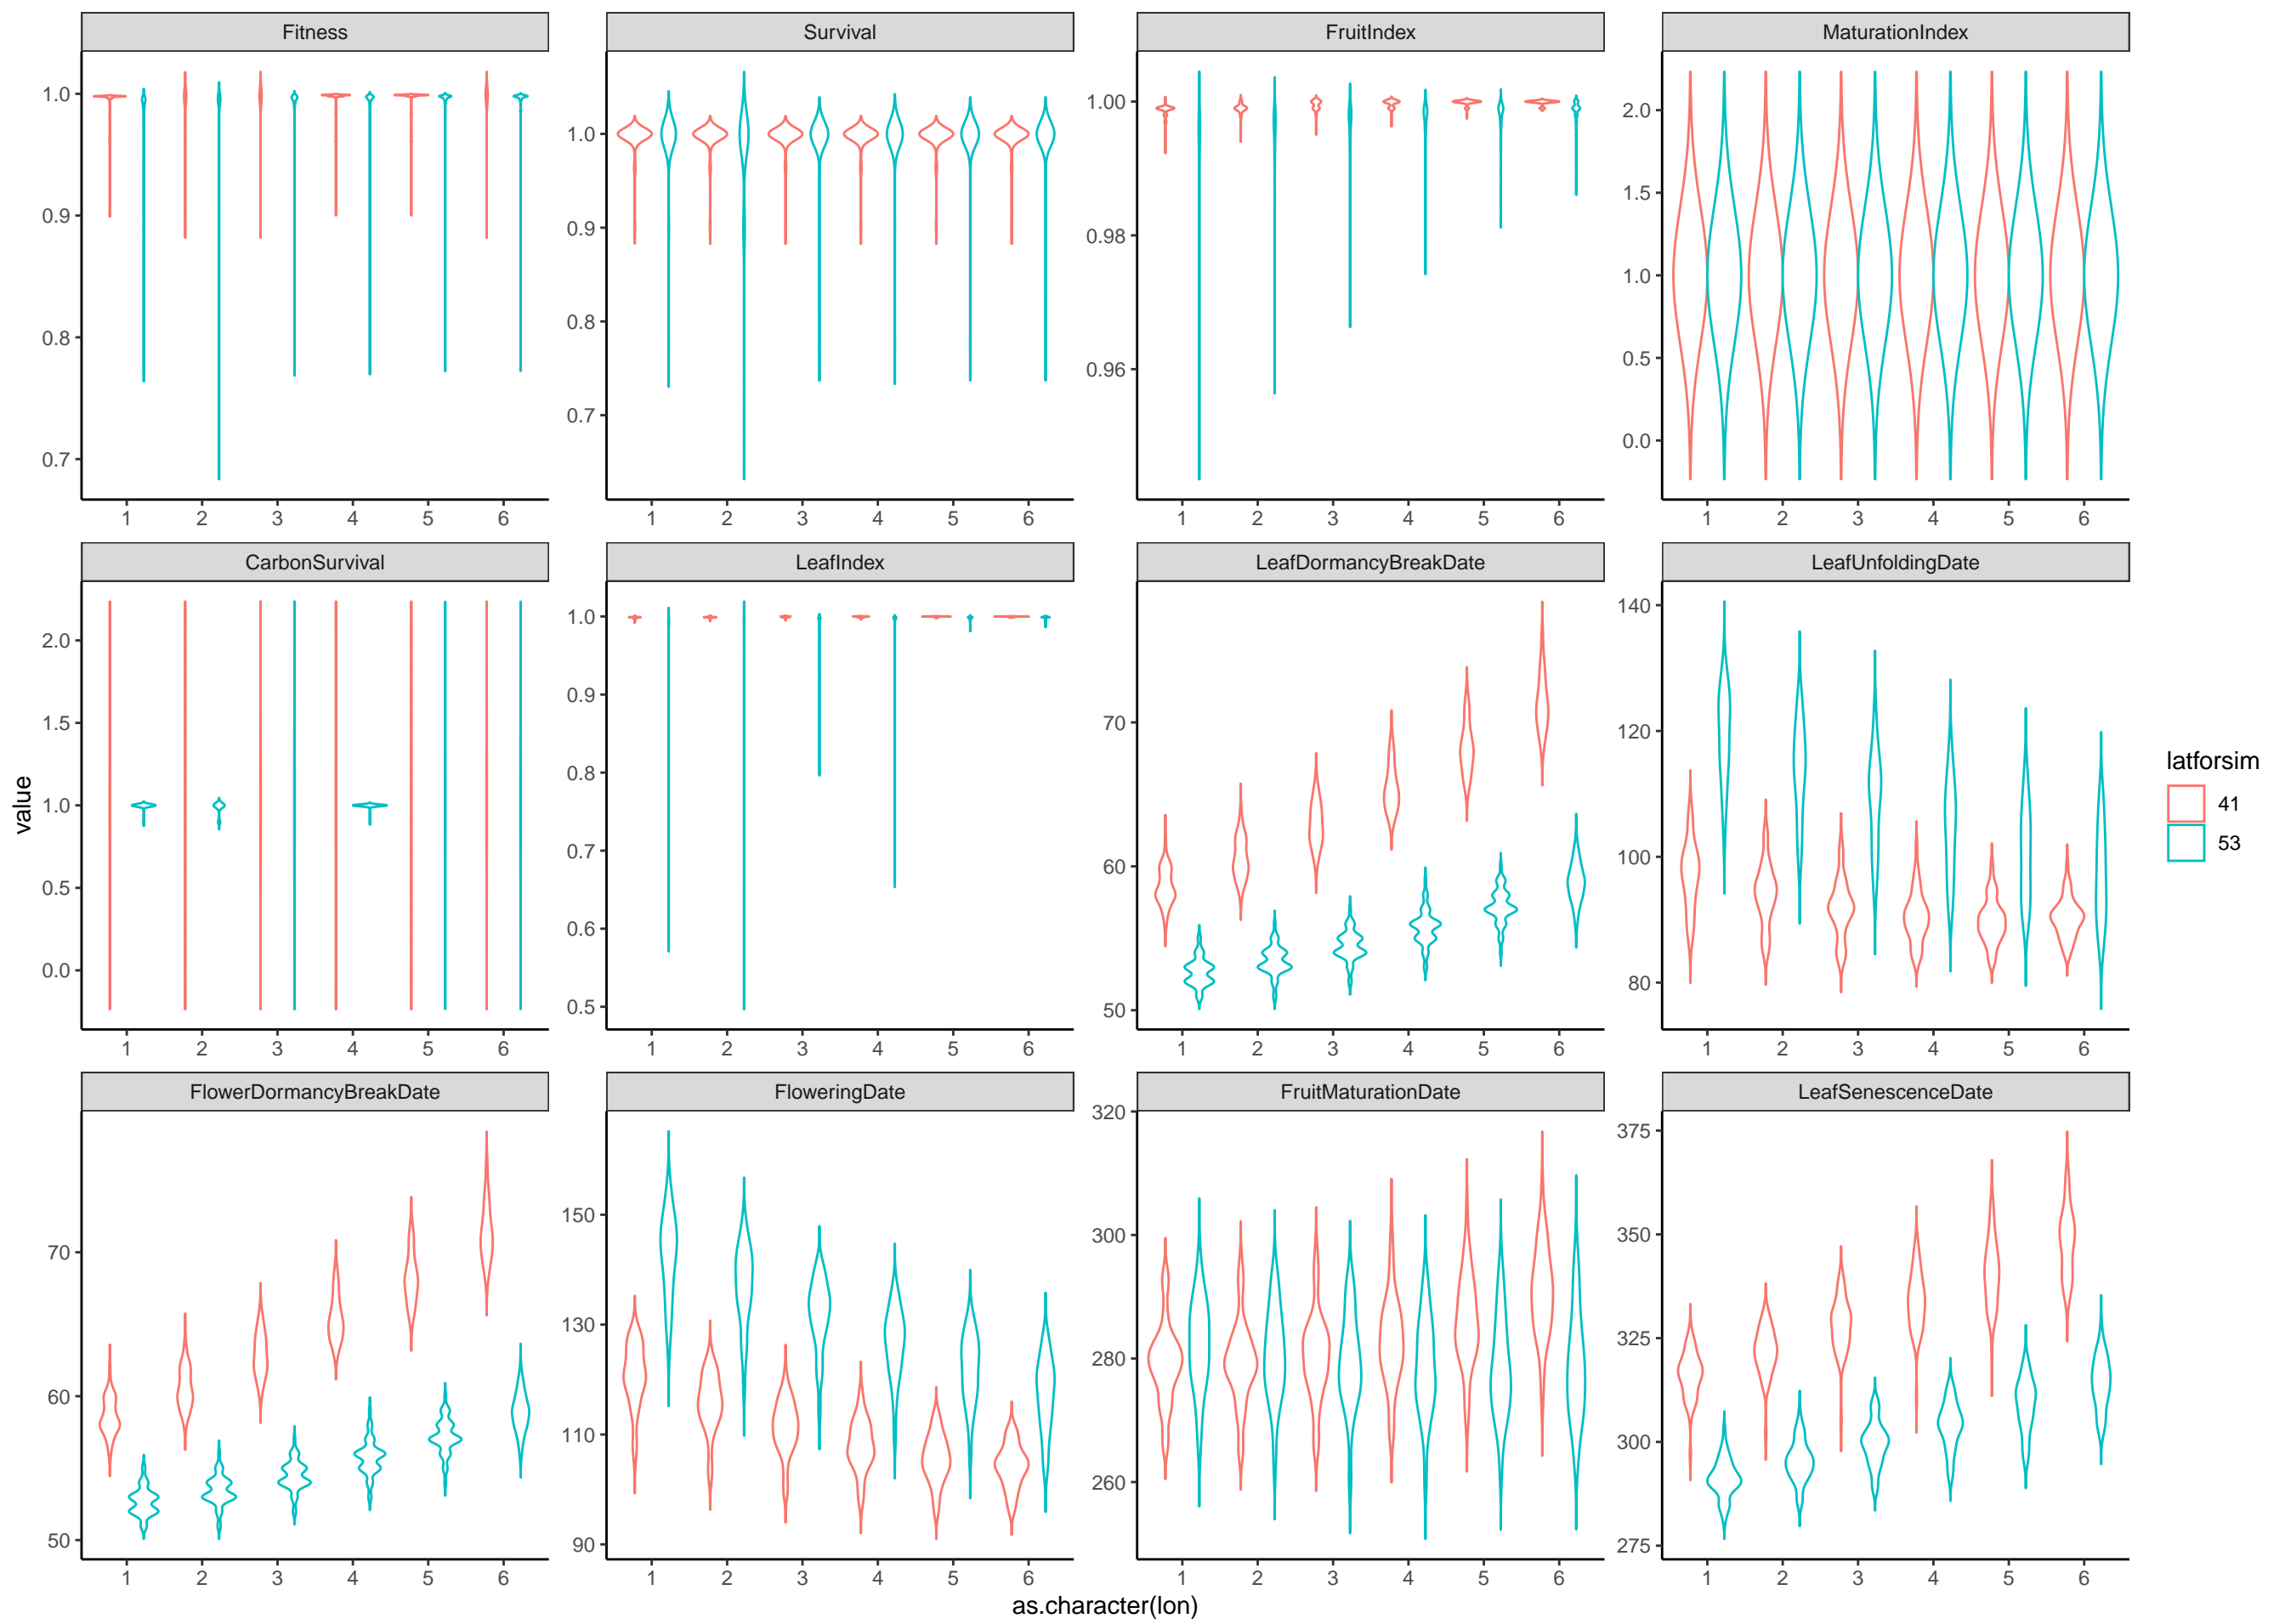 Fitness
Survival
FruitIndex
MaturationIndex
1.0
0.9
0.8
0.7
1.0
0.9
0.8
0.7
1.00
0.98
0.96
2.0
1.5
1.0
0.5
0.0
1 2 3 4 5 6
1 2 3 4 5 6
1 2 3 4 5 6
1 2 3 4 5 6
CarbonSurvival
LeafIndex
LeafDormancyBreakDate
LeafUnfoldingDate
value
2.0
1.5
1.0
0.5
0.0
1.0
0.9
0.8
0.7
0.6
0.5
70
60
50
140
120
100
80
1 2 3 4 5 6
1 2 3 4 5 6
1 2 3 4 5 6
1 2 3 4 5 6
latforsim
41
53
FlowerDormancyBreakDate
FloweringDate
FruitMaturationDate
LeafSenescenceDate
70
60
50
150
130
110
90
320
300
280
260
375
350
325
300
275
1 2 3 4 5 6
1 2 3 4 5 6
1 2 3 4 5 6
1 2 3 4 5 6
as.character(lon)